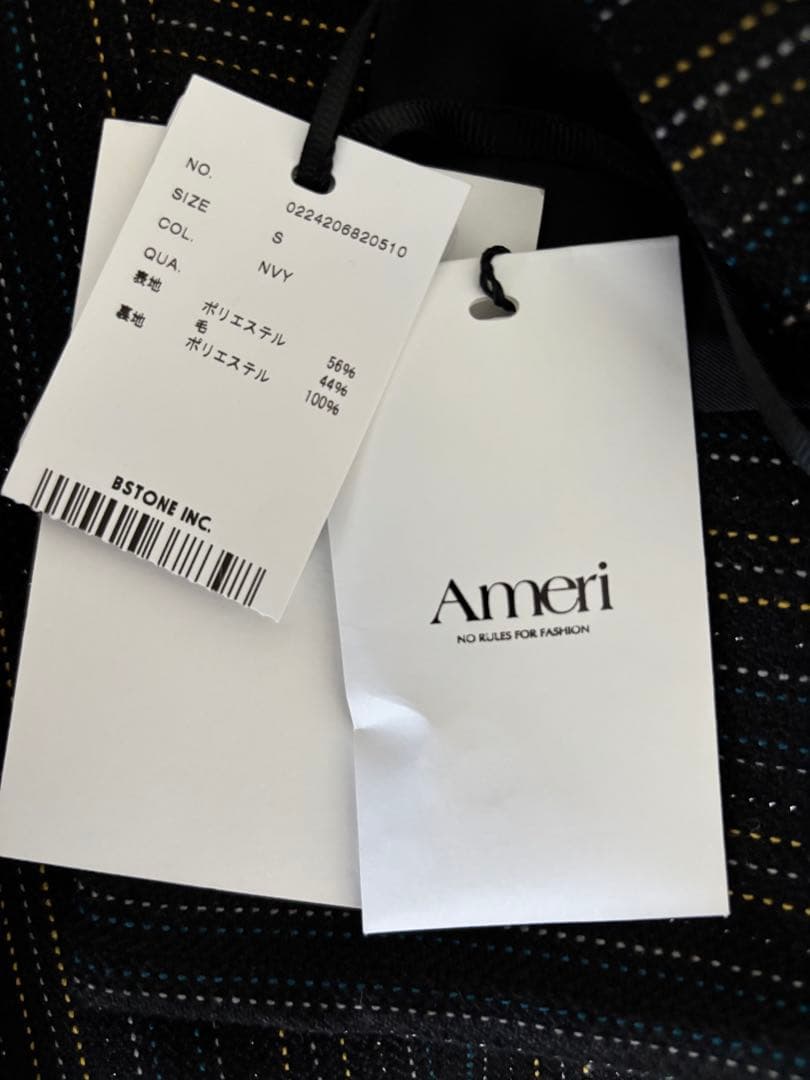 NO. 0224206820510
SIZE S
COL. NVY
QUA.
表地 ポリエステル 56%
毛 44%
裏地 ポリエステル 100%
BSTONE INC.
Ameri
NO RULES FOR FASHION